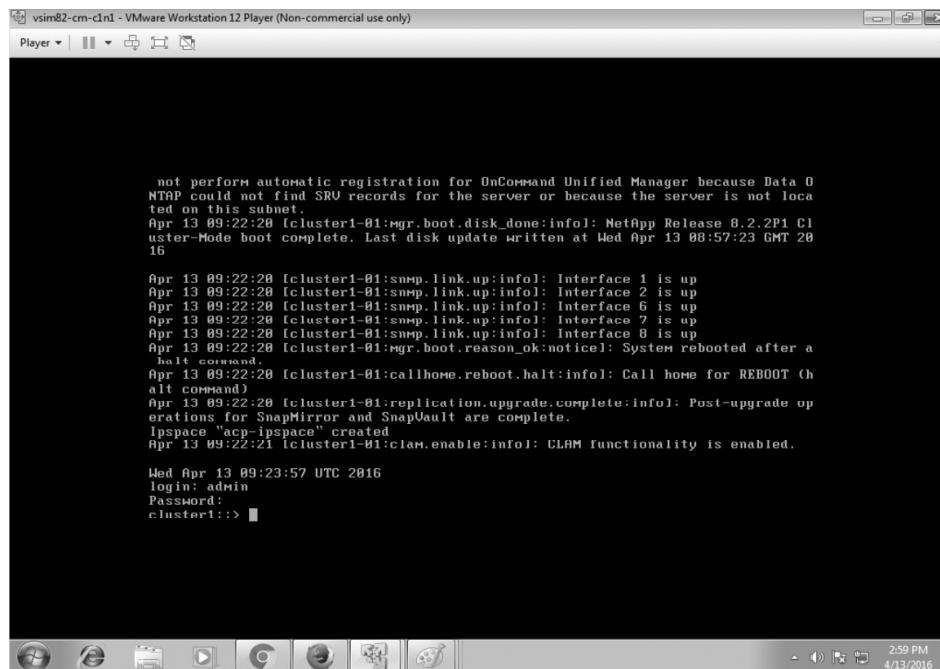 vsim82-cm-c1n1 - VMware Workstation 12 Player (Non-commercial use only)
Player
not perform automatic registration for OnCommand Unified Manager because Data O
NTAP could not find SRV records for the server or because the server is not loca
ted on this subnet.
Apr 13 09:22:20 [cluster1-01:mgr.boot.disk_done:info]: NetApp Release 8.2.2P1 Cl
uster-Mode boot complete. Last disk update written at Wed Apr 13 08:57:23 GMT 20
16
Apr 13 09:22:20 [cluster1-01:snmp.link.up:info]: Interface 1 is up
Apr 13 09:22:20 [cluster1-01:snmp.link.up:info]: Interface 2 is up
Apr 13 09:22:20 [cluster1-01:snmp.link.up:info]: Interface 6 is up
Apr 13 09:22:20 [cluster1-01:snmp.link.up:info]: Interface 7 is up
Apr 13 09:22:20 [cluster1-01:snmp.link.up:info]: Interface 8 is up
Apr 13 09:22:20 [cluster1-01:mgr.boot.reason_ok:notice]: System rebooted after a
halt command.
Apr 13 09:22:20 [cluster1-01:callhome.reboot.halt:info]: Call home for REBOOT (h
alt command)
Apr 13 09:22:20 [cluster1-01:replication.upgrade.complete:info]: Post-upgrade op
erations for SnapMirror and SnapVault are complete.
Ipspace "acp-ipspace" created
Apr 13 09:22:21 [cluster1-01:clam.enable:info]: CLAM functionality is enabled.
Wed Apr 13 09:23:57 UTC 2016
login: admin
Password:
cluster1::>
2:59 PM
4/13/2016